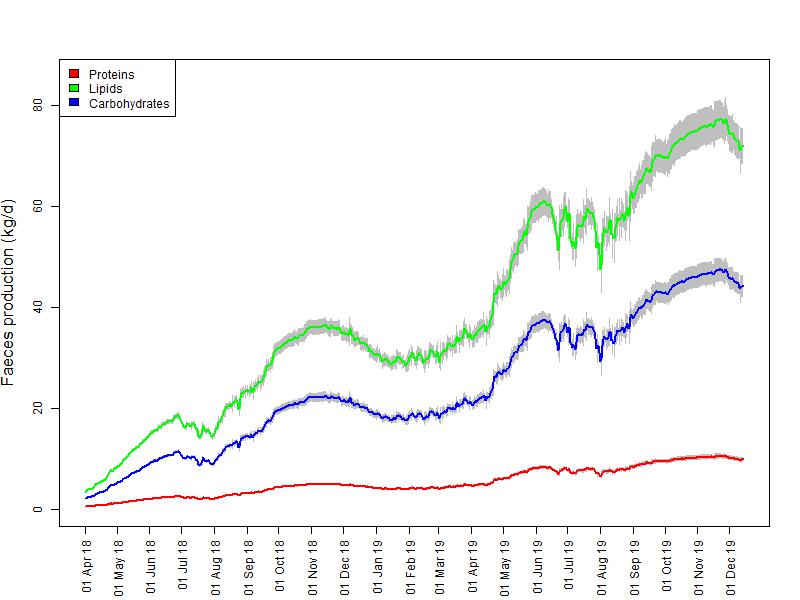 Proteins
Lipids
Carbohydrates
Faeces production (kg/d)
80
60
40
20
0
01 Apr 18
01 May 18
01 Jun 18
01 Jul 18
01 Aug 18
01 Sep 18
01 Oct 18
01 Nov 18
01 Dec 18
01 Jan 19
01 Feb 19
01 Mar 19
01 Apr 19
01 May 19
01 Jun 19
01 Jul 19
01 Aug 19
01 Sep 19
01 Oct 19
01 Nov 19
01 Dec 19